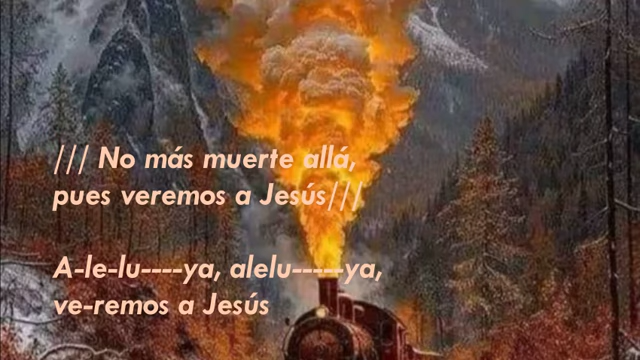 /// No más muerte allá,
pues veremos a Jesús///
A-le-lu----ya, alelu-----ya,
ve-remos a Jesús